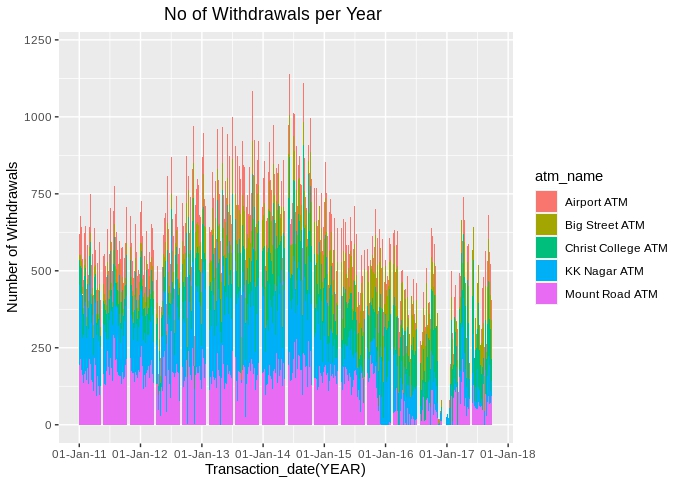 No of Withdrawals per Year
1250
1000
750
500
250
0
Number of Withdrawals
01-Jan-11 01-Jan-12 01-Jan-13 01-Jan-14 01-Jan-15 01-Jan-16 01-Jan-17 01-Jan-18
Transaction_date(YEAR)
atm_name
Airport ATM
Big Street ATM
Christ College ATM
KK Nagar ATM
Mount Road ATM